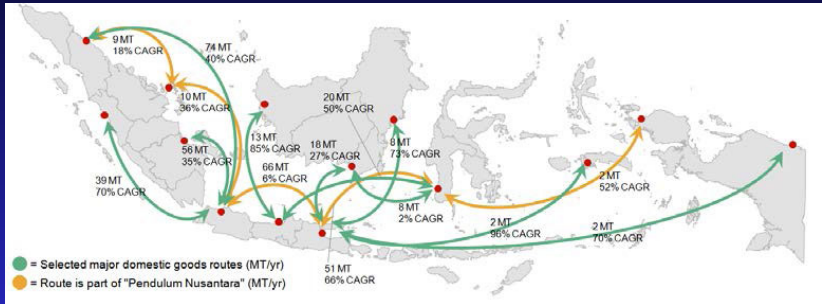 9 MT
18% CAGR
74 MT
40% CAGR
10 MT
36% CAGR
56 MT
35% CAGR
39 MT
70% CAGR
13 MT
85% CAGR
66 MT
6% CAGR
20 MT
50% CAGR
18 MT
27% CAGR
8 MT
73% CAGR
8 MT
2% CAGR
2 MT
52% CAGR
2 MT
96% CAGR
2 MT
70% CAGR
51 MT
66% CAGR
= Selected major domestic goods routes (MT/yr)
= Route is part of "Pendulum Nusantara" (MT/yr)